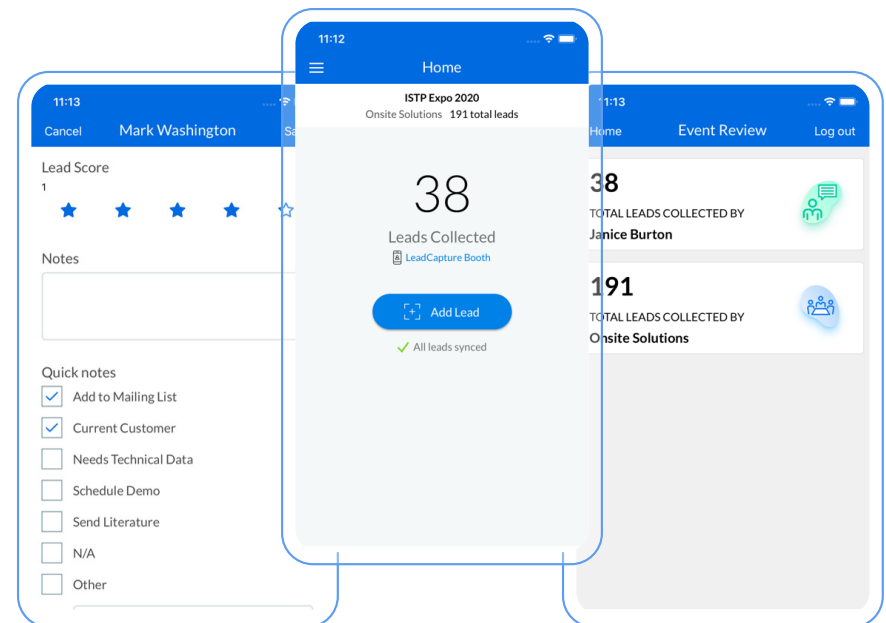 11:13
Cancel Mark Washington Sa
Lead Score
1
Notes
Quick notes
Add to Mailing List
Current Customer
Needs Technical Data
Schedule Demo
Send Literature
N/A
Other
11:12
Home
ISTP Expo 2020
Onsite Solutions 191 total leads
38
Leads Collected
LeadCapture Booth
Add Lead
All leads synced
11:13
Home Event Review Log out
38
TOTAL LEADS COLLECTED BY
Janice Burton
191
TOTAL LEADS COLLECTED BY
Onsite Solutions